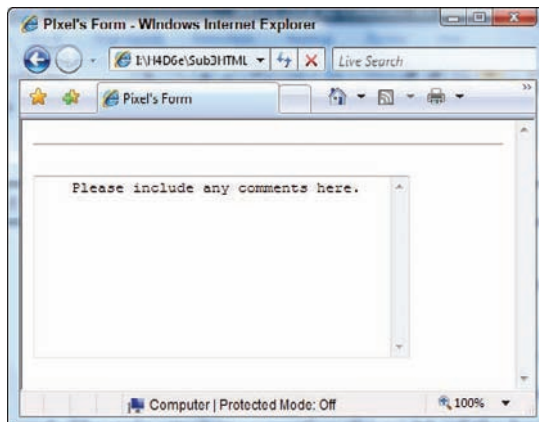 Pixel's Form - Windows Internet Explorer
I:\H4DGe\Sub3HTML
Live Search
Pixel's Form
Please include any comments here.
Computer | Protected Mode: Off
100%